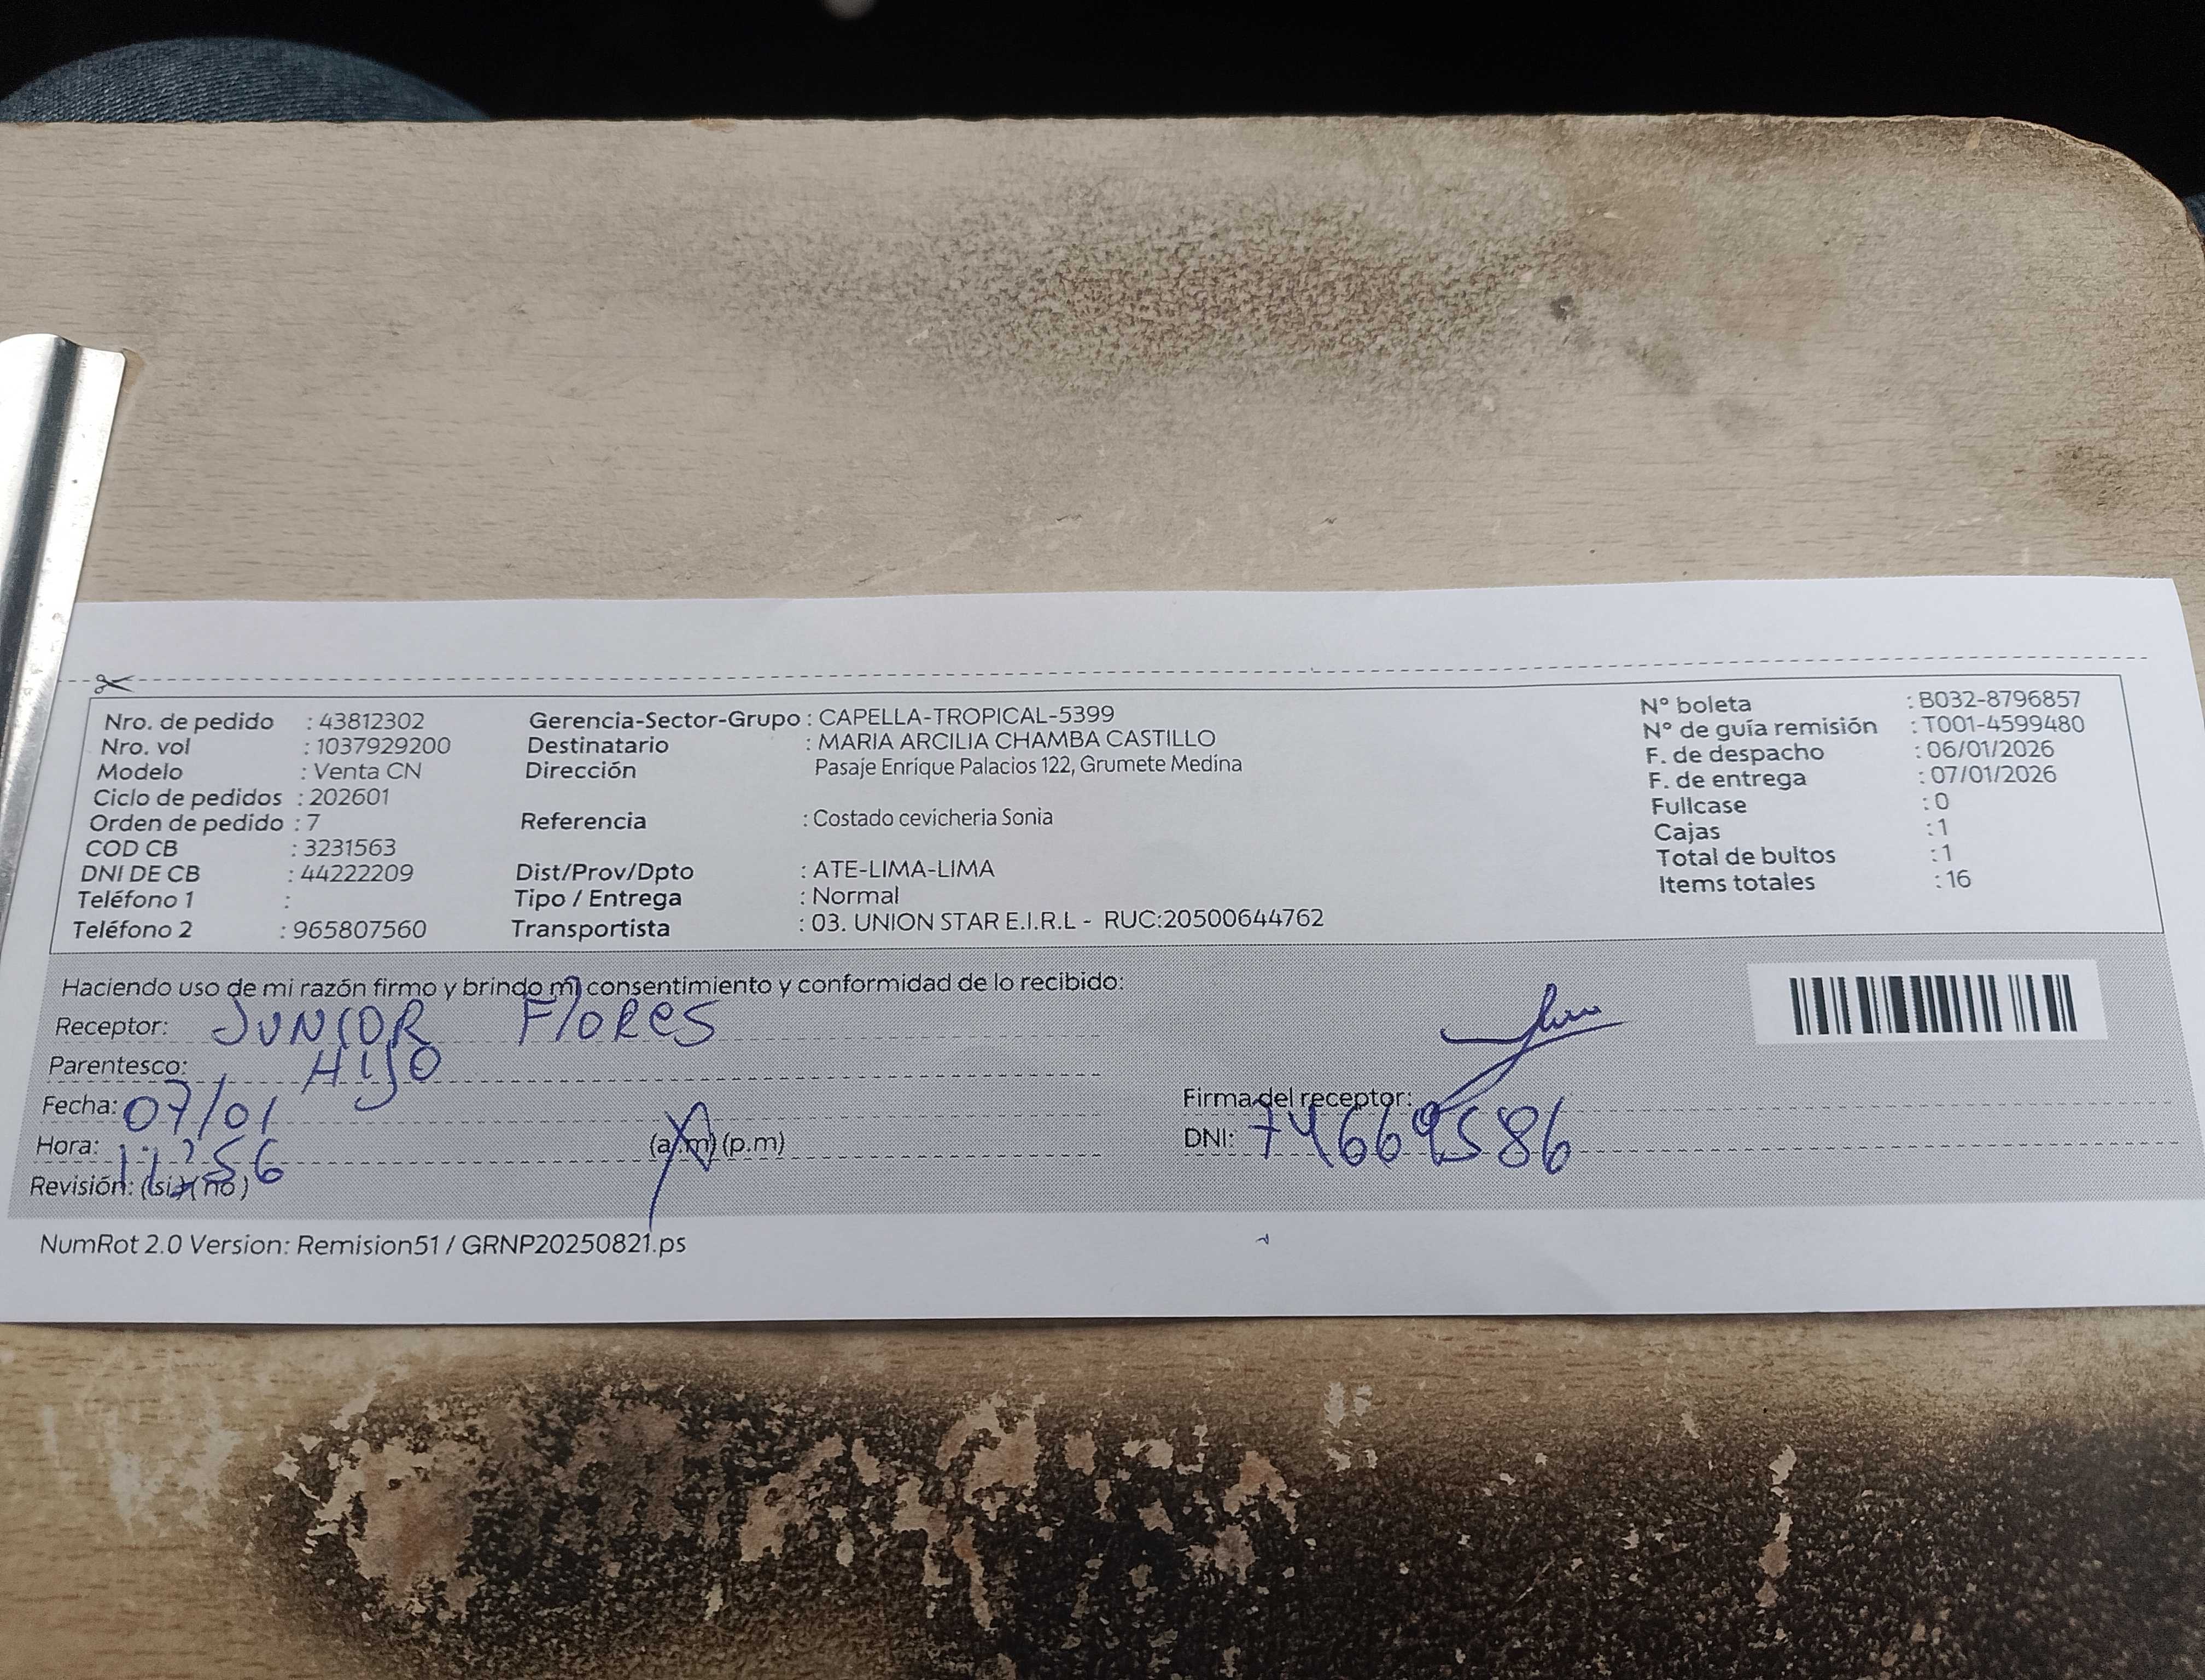 Nro. de pedido : 43812302
Nro. vol : 1037929200
Modelo : Venta CN
Ciclo de pedidos : 202601
Orden de pedido : 7
COD CB : 3231563
DNI DE CB : 44222209
Teléfono 1 :
Teléfono 2 : 965807560
Gerencia-Sector-Grupo : CAPELLA-TROPICAL-5399
Destinatario : MARIA ARCILIA CHAMBA CASTILLO
Dirección Pasaje Enrique Palacios 122, Grumete Medina
Referencia : Costado cevicheria Sonia
Dist/Prov/Dpto : ATE-LIMA-LIMA
Tipo / Entrega : Normal
Transportista : 03. UNION STAR E.I.R.L - RUC:20500644762
N° boleta : B032-8796857
N° de guía remisión : T001-4599480
F. de despacho : 06/01/2026
F. de entrega : 07/01/2026
Fullcase : 0
Cajas : 1
Total de bultos : 1
Items totales : 16
Haciendo uso de mi razón firmo y brindo mi consentimiento y conformidad de lo recibido:
Receptor: JUNIOR FloRes
Parentesco: HIJO
Fecha: 07/01
Hora: 11:56 (a.m) (p.m)
Revisión: (si) (no)
Firma del receptor:
DNI: 74669586
NumRot 2.0 Version: Remision51 / GRNP20250821.ps